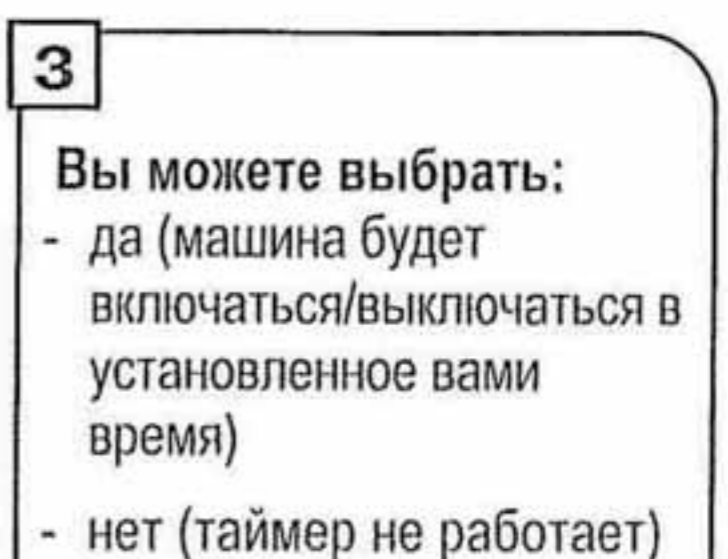 3
Вы можете выбрать:
- да (машина будет
включаться/выключаться в
установленное вами
время)
- нет (таймер не работает)